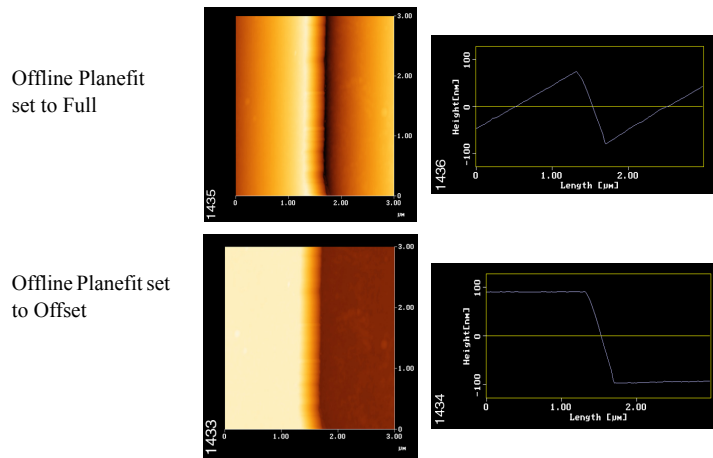 Offline Planefit
set to Full
1435
3.00
2.00
1.00
0
0 1.00 2.00 3.00
µM
1436
Height[nm]
100
0
-100
0 1.00 2.00
Length [µM]
Offline Planefit set
to Offset
1433
3.00
2.00
1.00
0
0 1.00 2.00 3.00
µM
1434
Height[nm]
100
0
-100
0 1.00 2.00
Length [µM]